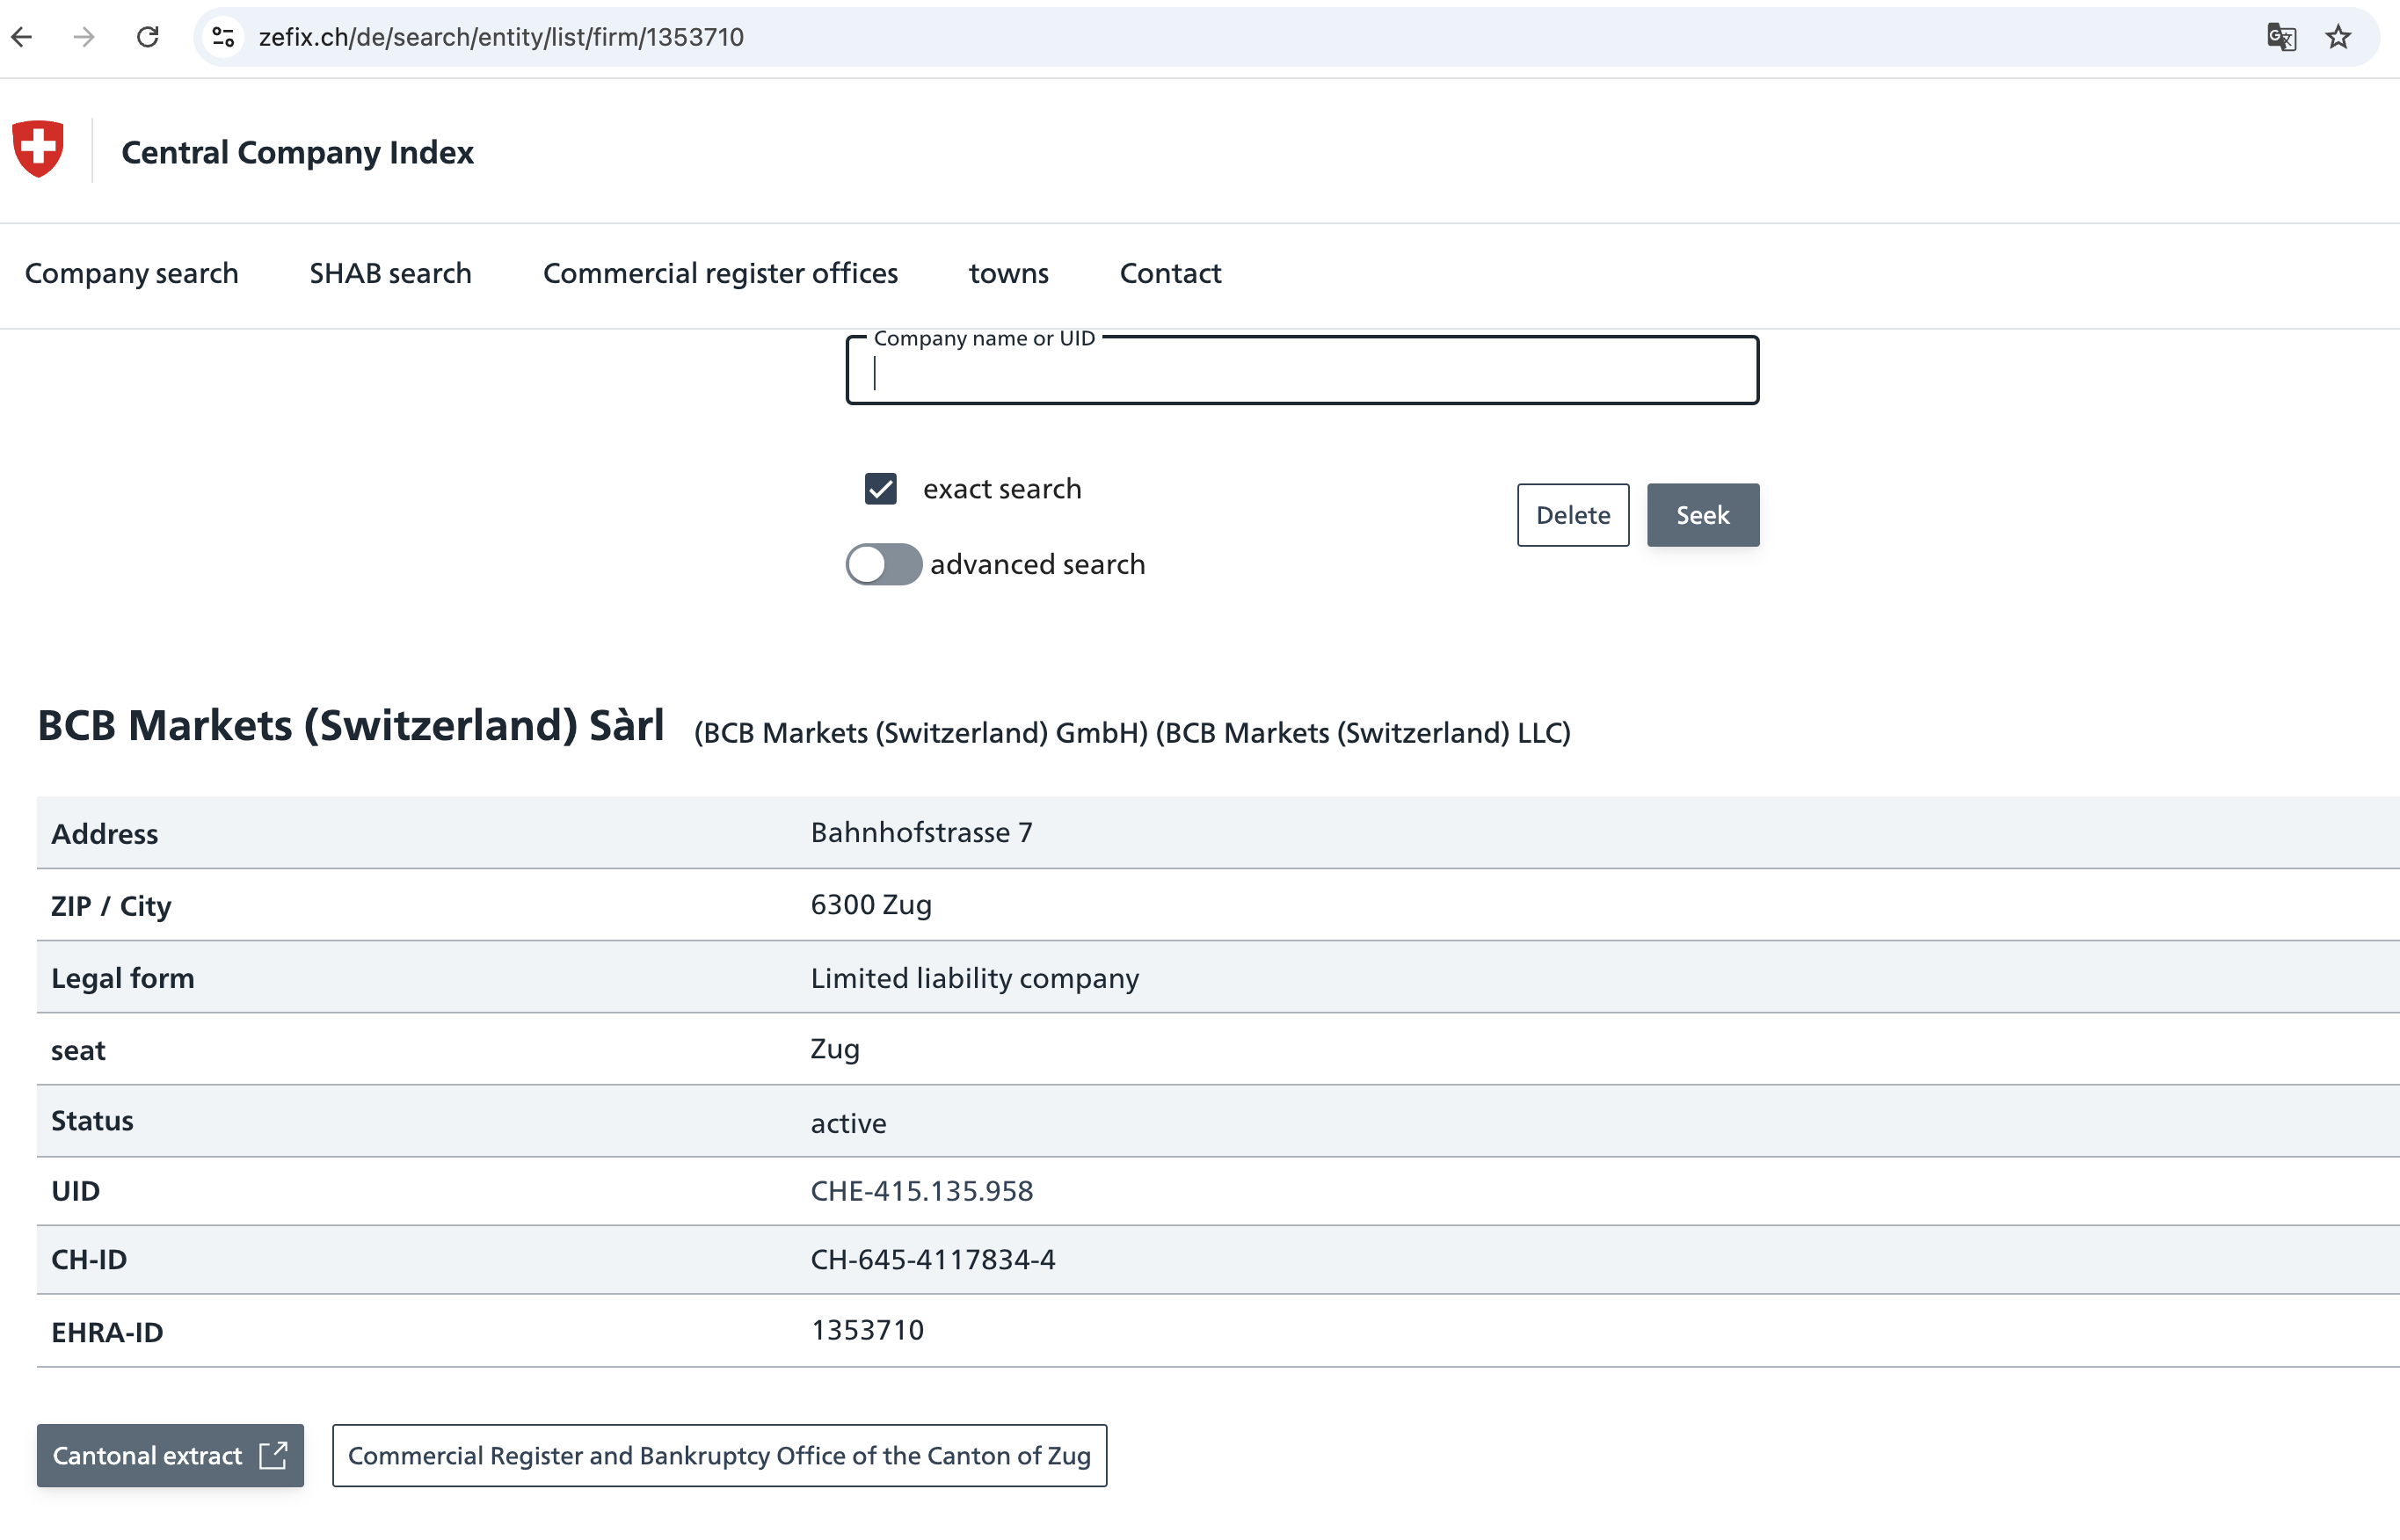 zefix.ch/de/search/entity/list/firm/1353710
Central Company Index
Company search SHAB search Commercial register offices towns Contact
Company name or UID
exact search
Delete Seek
advanced search
BCB Markets (Switzerland) Sàrl (BCB Markets (Switzerland) GmbH) (BCB Markets (Switzerland) LLC)
Address Bahnhofstrasse 7
ZIP / City 6300 Zug
Legal form Limited liability company
seat Zug
Status active
UID CHE-415.135.958
CH-ID CH-645-4117834-4
EHRA-ID 1353710
Cantonal extract Commercial Register and Bankruptcy Office of the Canton of Zug